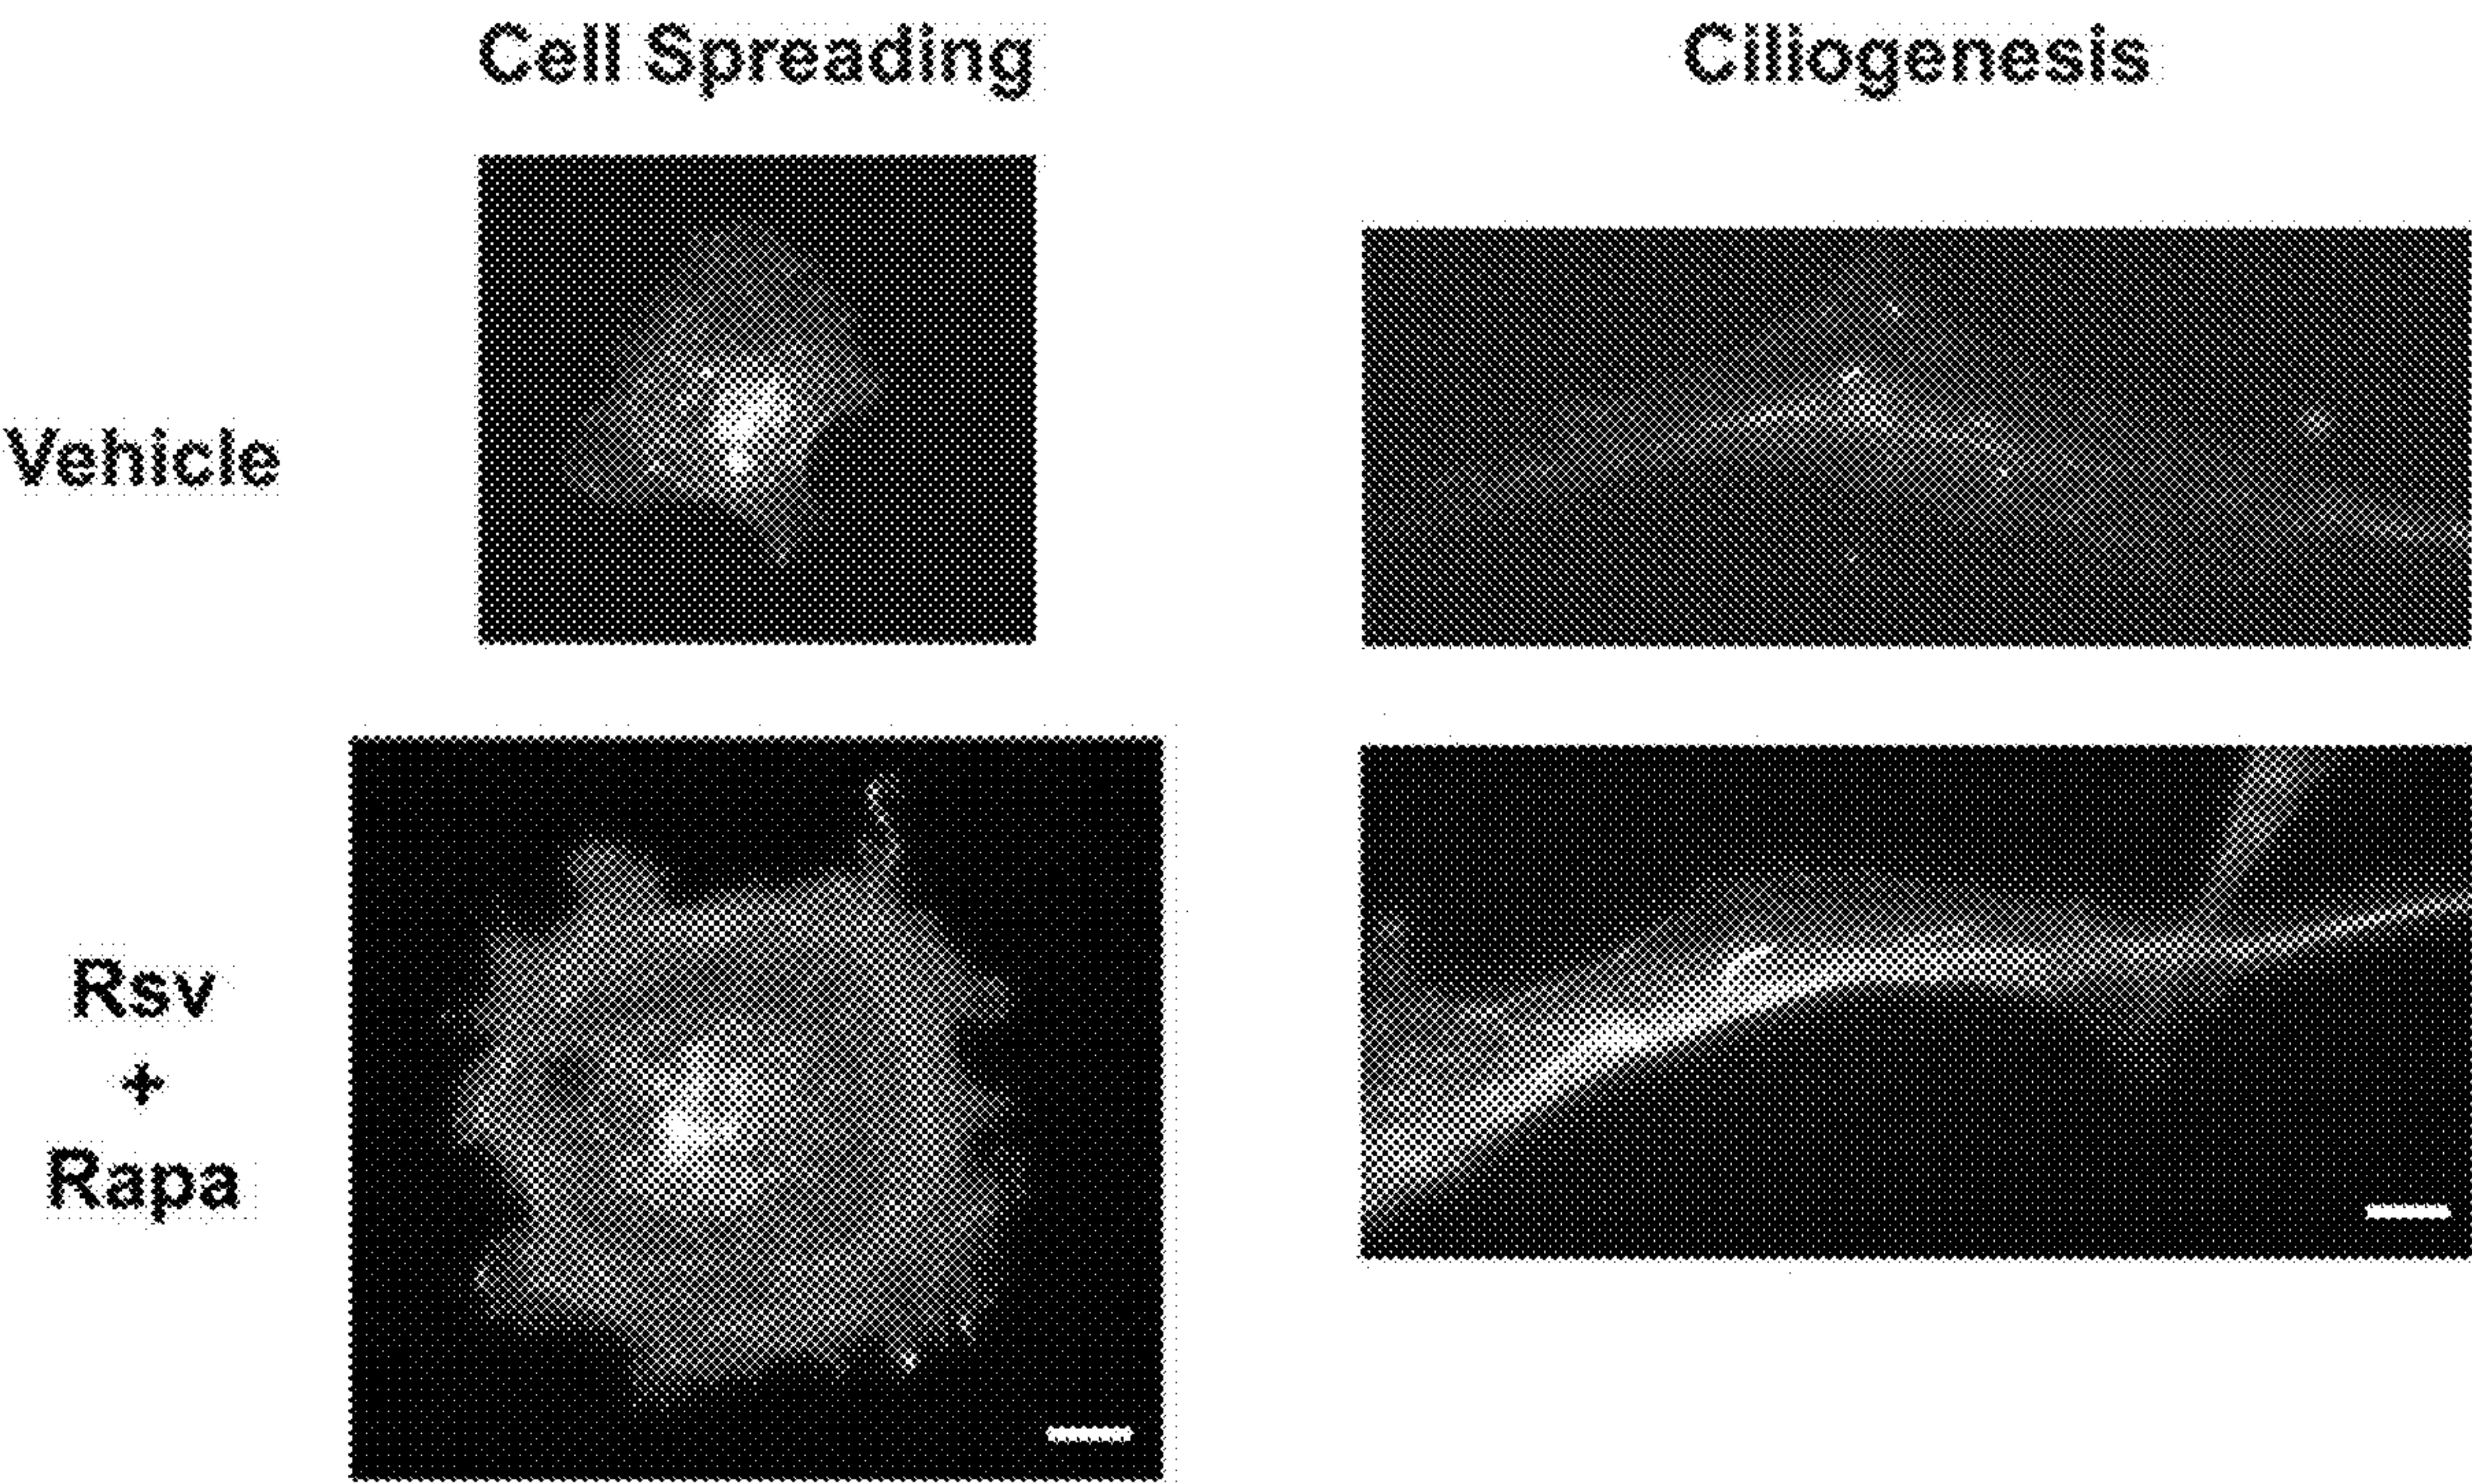 Cell Spreading
Ciliogenesis
Vehicle
Rsv
+
Rapa